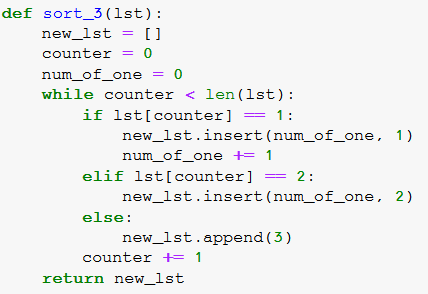 def sort_3(lst):
    new_lst = []
    counter = 0
    num_of_one = 0
    while counter < len(lst):
        if lst[counter] == 1:
            new_lst.insert(num_of_one, 1)
            num_of_one += 1
        elif lst[counter] == 2:
            new_lst.insert(num_of_one, 2)
        else:
            new_lst.append(3)
        counter += 1
    return new_lst